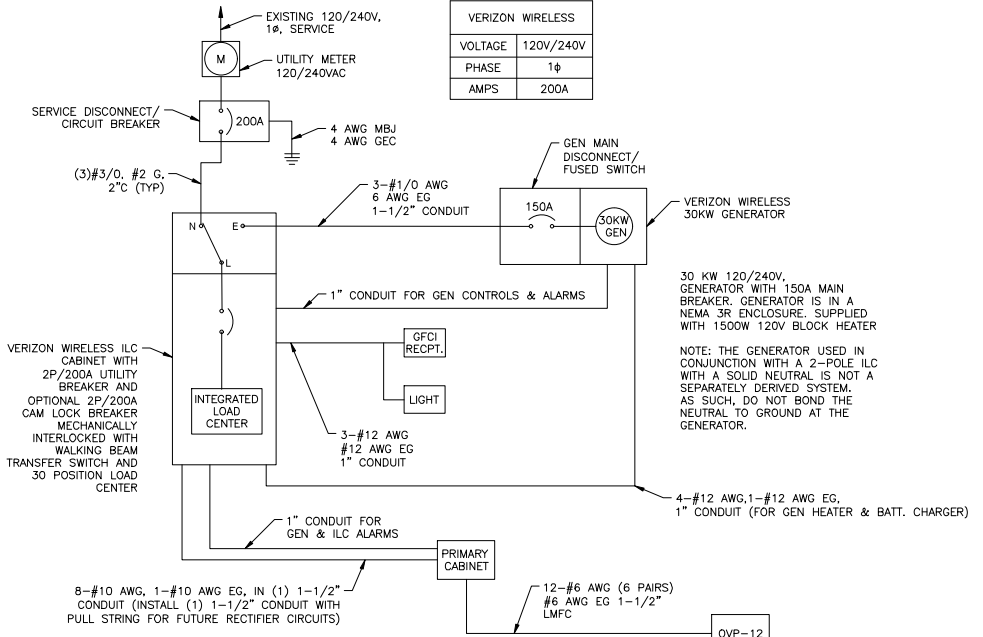 EXISTING 120/240V,
1ø, SERVICE
M
UTILITY METER
120/240VAC
VERIZON WIRELESS
VOLTAGE 120V/240V
PHASE 1ϕ
AMPS 200A
SERVICE DISCONNECT/
CIRCUIT BREAKER
200A
4 AWG MBJ
4 AWG GEC
(3)#3/0, #2 G,
2"C (TYP)
3-#1/0 AWG
6 AWG EG
1-1/2" CONDUIT
GEN MAIN
DISCONNECT/
FUSED SWITCH
150A
30KW
GEN
VERIZON WIRELESS
30KW GENERATOR
N
E
L
1" CONDUIT FOR GEN CONTROLS & ALARMS
30 KW 120/240V,
GENERATOR WITH 150A MAIN
BREAKER. GENERATOR IS IN A
NEMA 3R ENCLOSURE. SUPPLIED
WITH 1500W 120V BLOCK HEATER
NOTE: THE GENERATOR USED IN
CONJUNCTION WITH A 2-POLE ILC
WITH A SOLID NEUTRAL IS NOT A
SEPARATELY DERIVED SYSTEM.
AS SUCH, DO NOT BOND THE
NEUTRAL TO GROUND AT THE
GENERATOR.
VERIZON WIRELESS ILC
CABINET WITH
2P/200A UTILITY
BREAKER AND
OPTIONAL 2P/200A
CAM LOCK BREAKER
MECHANICALLY
INTERLOCKED WITH
WALKING BEAM
TRANSFER SWITCH AND
30 POSITION LOAD
CENTER
INTEGRATED
LOAD
CENTER
GFCI
RECPT.
LIGHT
3-#12 AWG
#12 AWG EG
1" CONDUIT
4-#12 AWG,1-#12 AWG EG,
1" CONDUIT (FOR GEN HEATER & BATT. CHARGER)
1" CONDUIT FOR
GEN & ILC ALARMS
PRIMARY
CABINET
8-#10 AWG, 1-#10 AWG EG, IN (1) 1-1/2"
CONDUIT (INSTALL (1) 1-1/2" CONDUIT WITH
PULL STRING FOR FUTURE RECTIFIER CIRCUITS)
12-#6 AWG (6 PAIRS)
#6 AWG EG 1-1/2"
LMFC
OVP-12